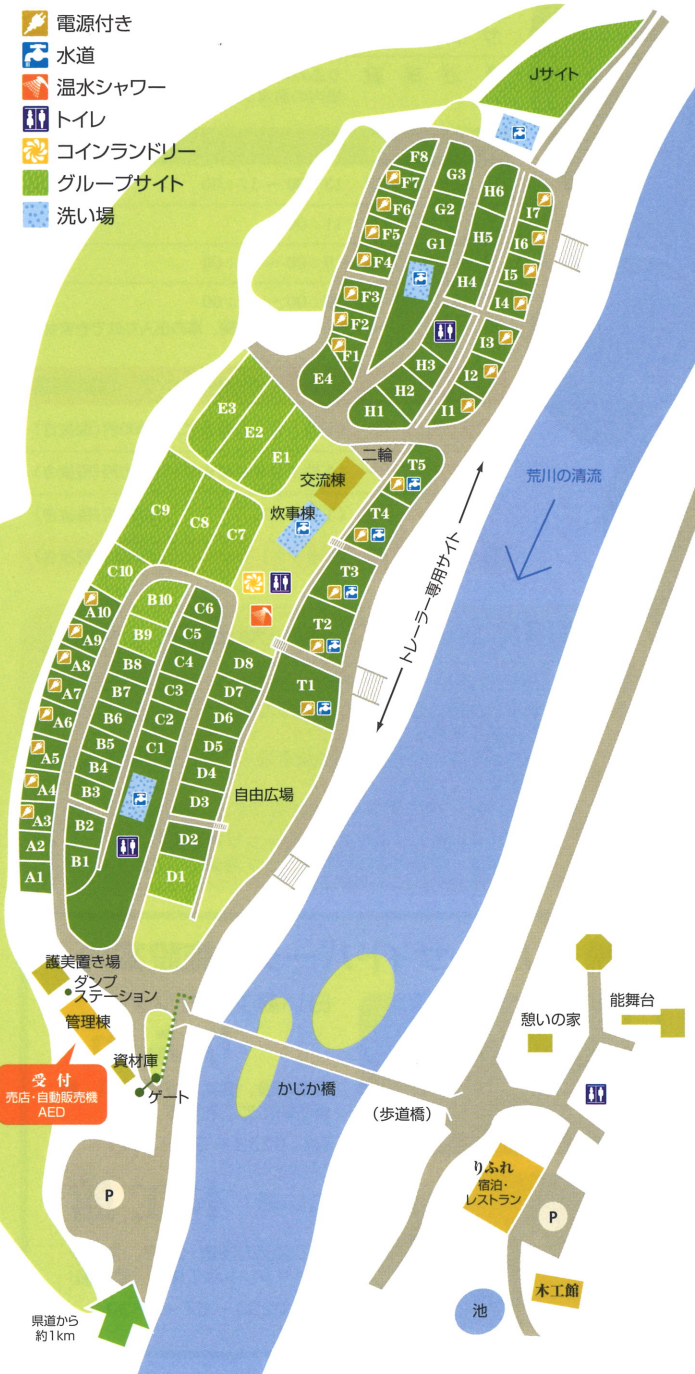 電源付き
水道
温水シャワー
トイレ
コインランドリー
グループサイト
洗い場
Jサイト
F8
F7
F6
F5
F4
F3
F2
F1
G3
G2
G1
H6
H5
H4
H3
H2
H1
I7
I6
I5
I4
I3
I2
I1
E4
E3
E2
E1
二輪
交流棟
炊事棟
T5
T4
T3
T2
T1
トレーラー専用サイト
荒川の清流
C9
C8
C7
C10
B10
B9
B8
B7
B6
B5
B4
B3
B2
B1
C6
C5
C4
C3
C2
C1
A10
A9
A8
A7
A6
A5
A4
A3
A2
A1
D8
D7
D6
D5
D4
D3
D2
D1
自由広場
護美置き場
ダンプ
ステーション
管理棟
資材庫
ゲート
受付
売店・自動販売機
AED
P
県道から
約1km
かじか橋
(歩道橋)
憩いの家
能舞台
りふれ
宿泊・
レストラン
P
木工館
池